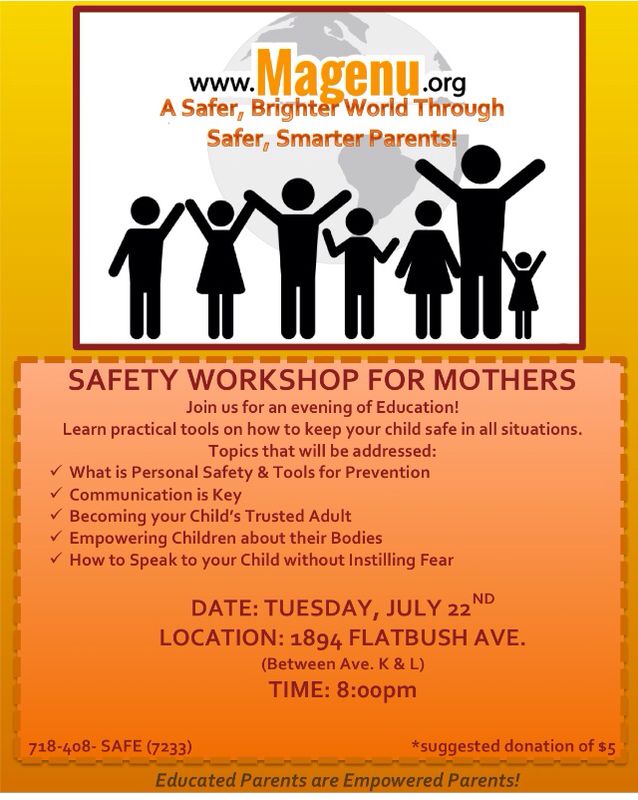 www.Magenu.org
A Safer, Brighter World Through
Safer, Smarter Parents!
SAFETY WORKSHOP FOR MOTHERS
Join us for an evening of Education!
Learn practical tools on how to keep your child safe in all situations.
Topics that will be addressed:
✓ What is Personal Safety & Tools for Prevention
✓ Communication is Key
✓ Becoming your Child's Trusted Adult
✓ Empowering Children about their Bodies
✓ How to Speak to your Child without Instilling Fear
DATE: TUESDAY, JULY 22ND
LOCATION: 1894 FLATBUSH AVE.
(Between Ave. K & L)
TIME: 8:00pm
718-408- SAFE (7233) *suggested donation of $5
Educated Parents are Empowered Parents!